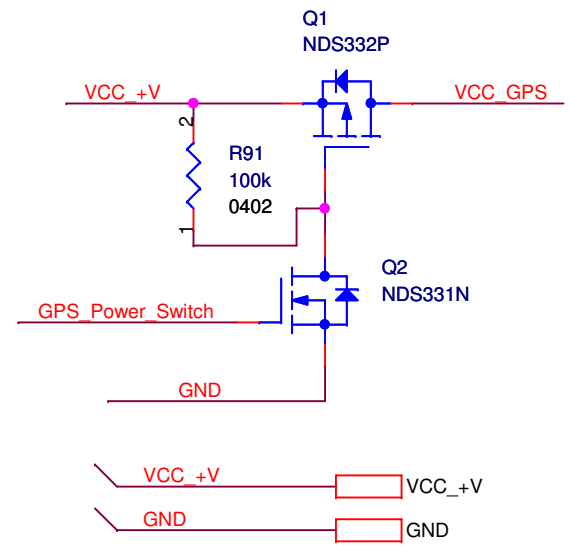 Q1
NDS332P
VCC_+V
VCC_GPS
2
R91
100k
0402
1
Q2
NDS331N
GPS_Power_Switch
GND
VCC_+V
VCC_+V
GND
GND